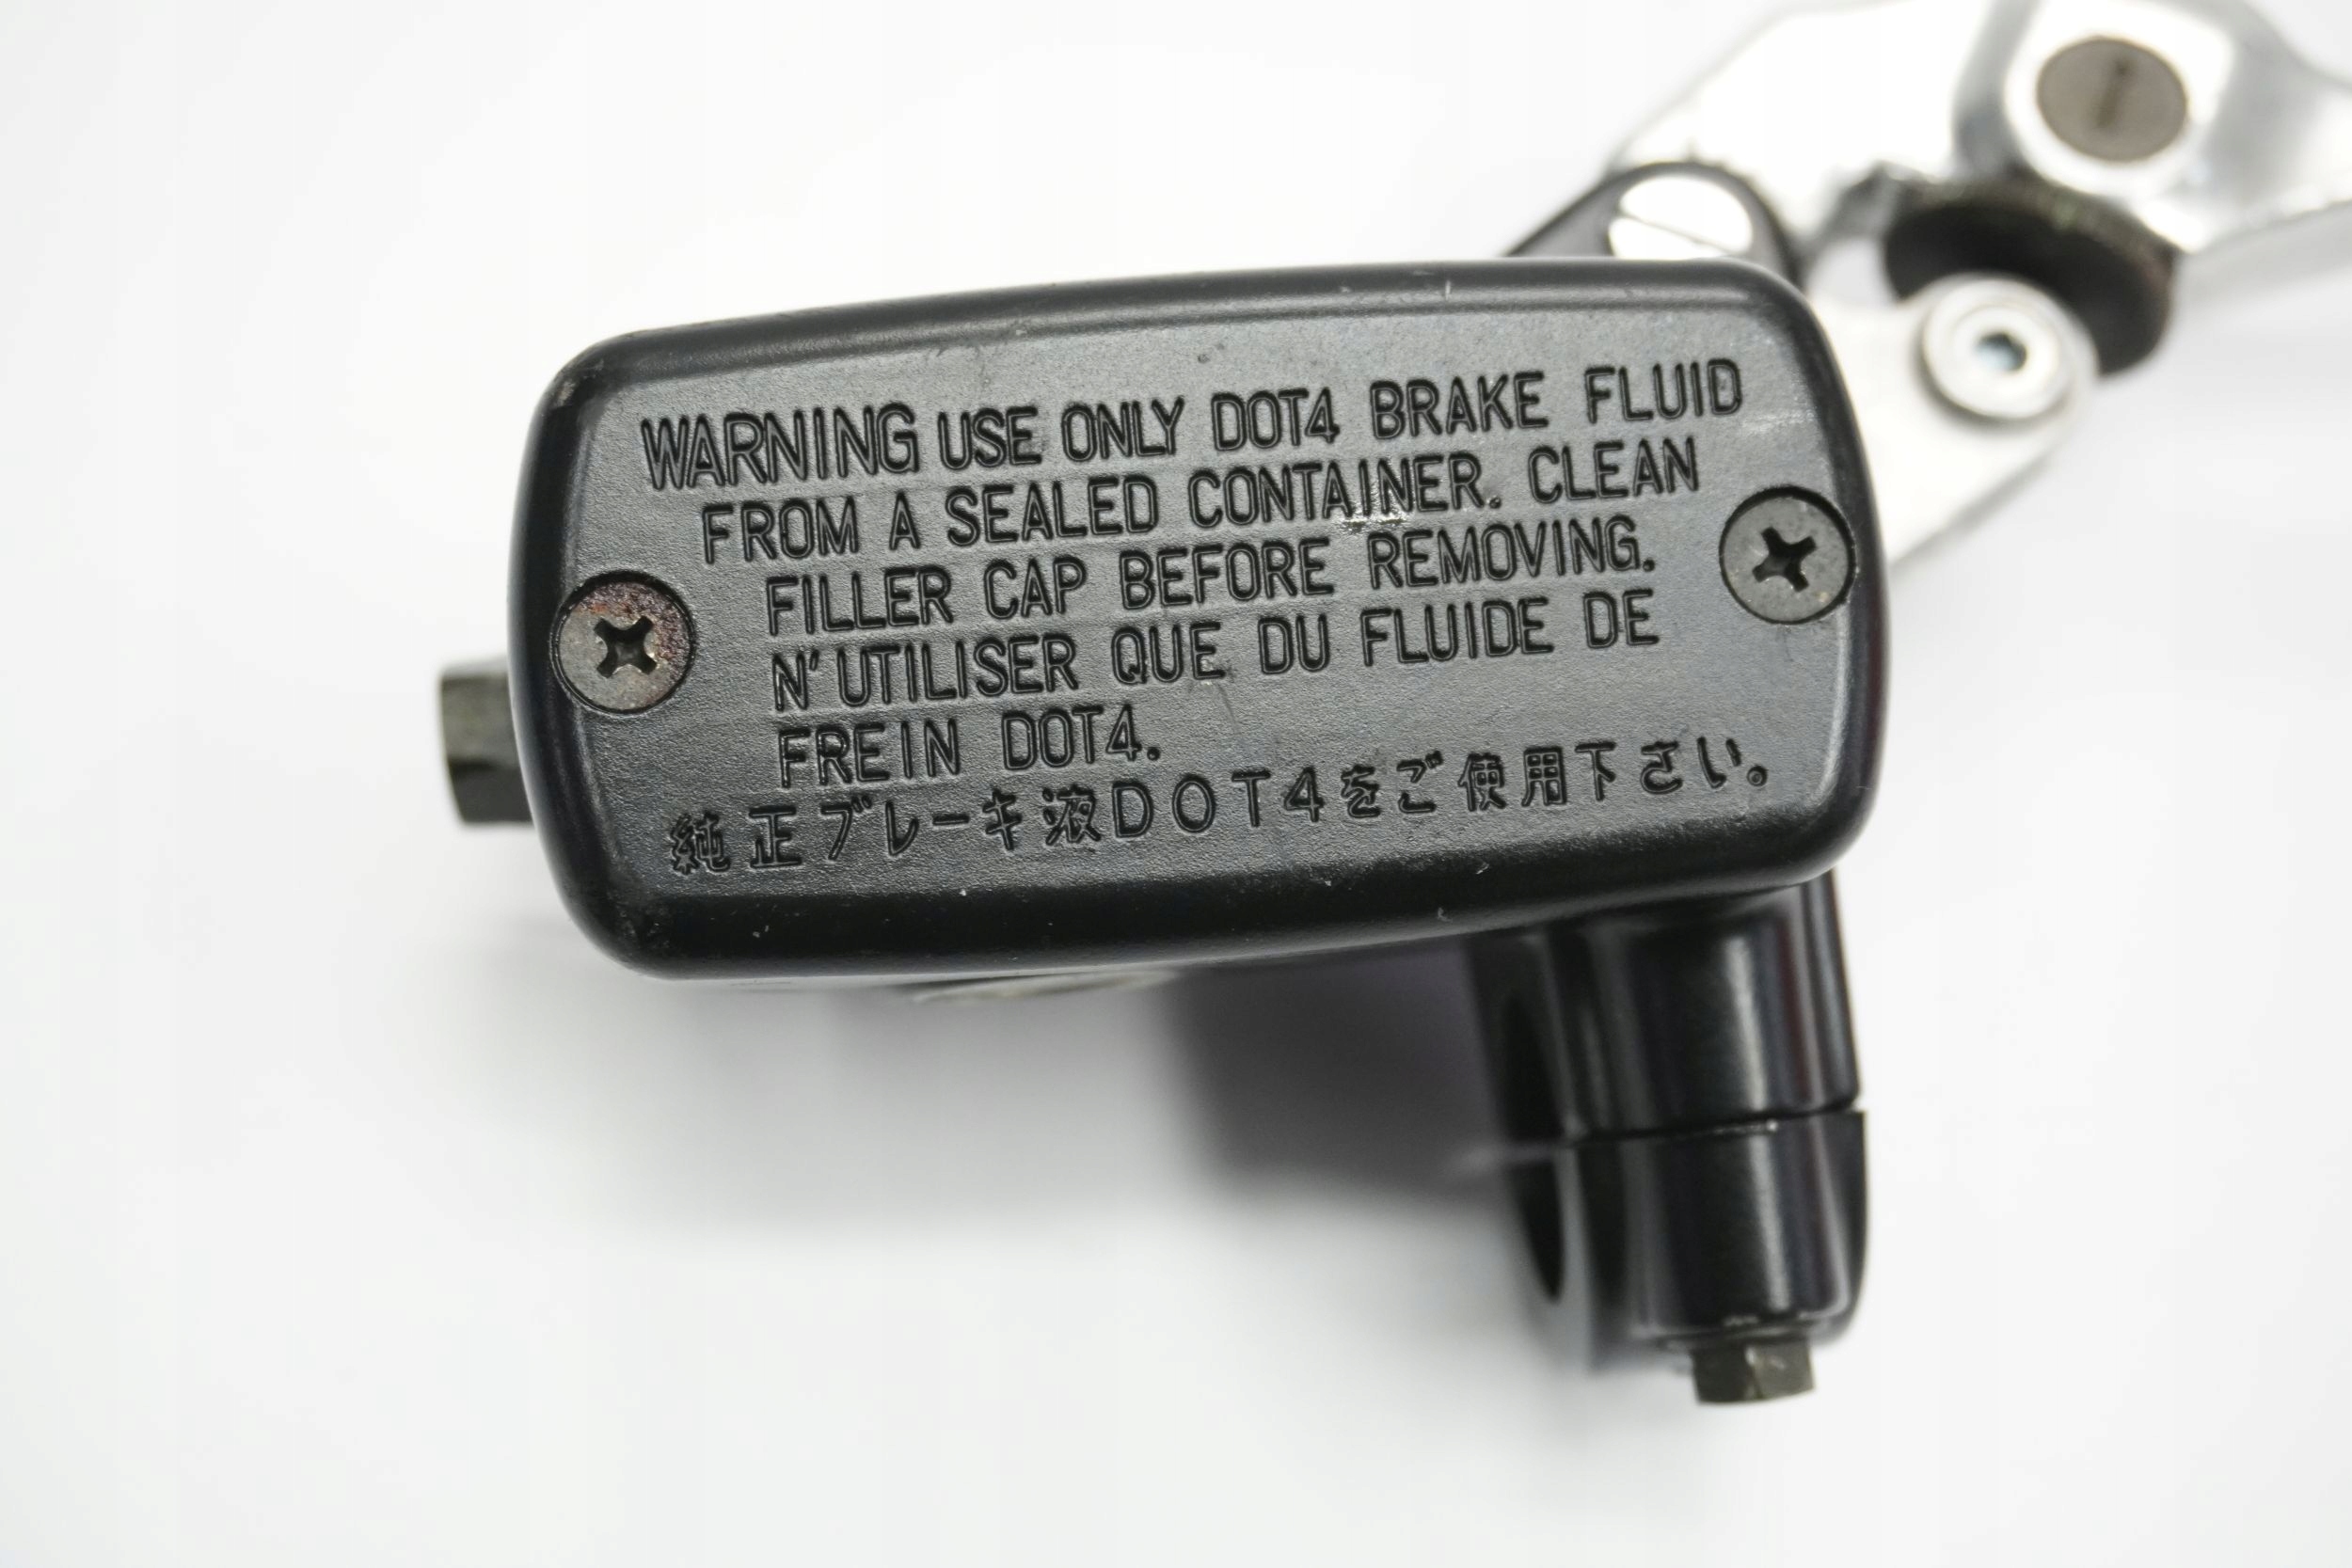 WARNING USE ONLY DOT4 BRAKE FLUID
FROM A SEALED CONTAINER. CLEAN
FILLER CAP BEFORE REMOVING.
N'UTILISER QUE DU FLUIDE DE
FREIN DOT4.
純正ブレーキ液DOT4をご使用下さい。